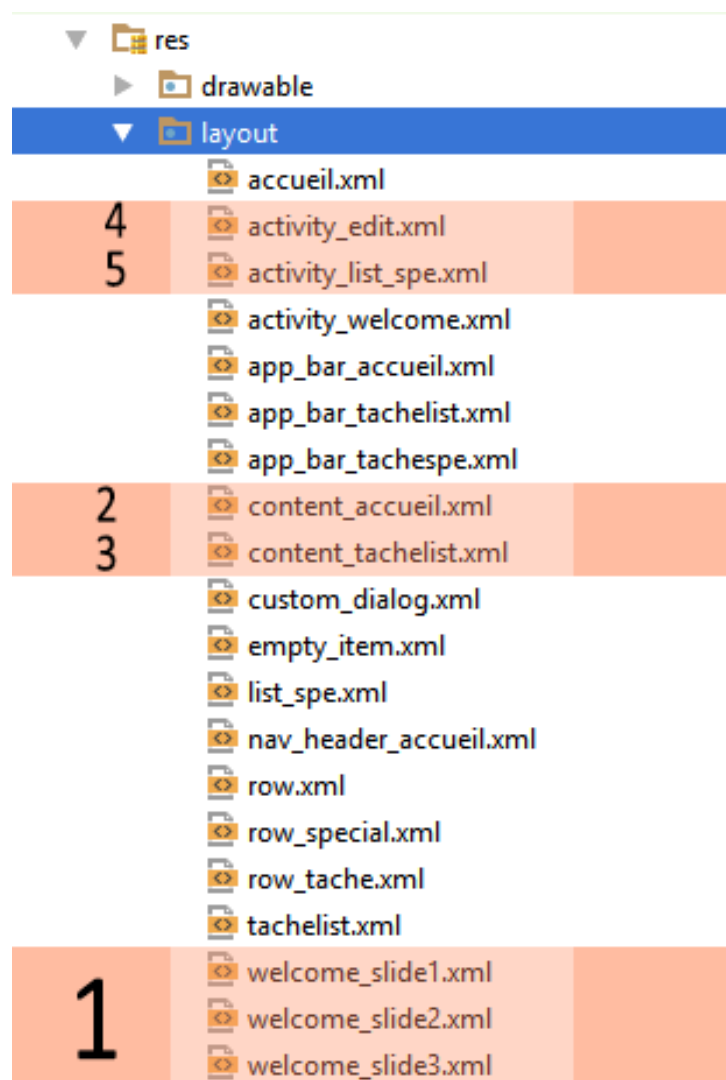 res
drawable
layout
accueil.xml
4 activity_edit.xml
5 activity_list_spe.xml
activity_welcome.xml
app_bar_accueil.xml
app_bar_tachelist.xml
app_bar_tachespe.xml
2 content_accueil.xml
3 content_tachelist.xml
custom_dialog.xml
empty_item.xml
list_spe.xml
nav_header_accueil.xml
row.xml
row_special.xml
row_tache.xml
tachelist.xml
welcome_slide1.xml
1 welcome_slide2.xml
welcome_slide3.xml